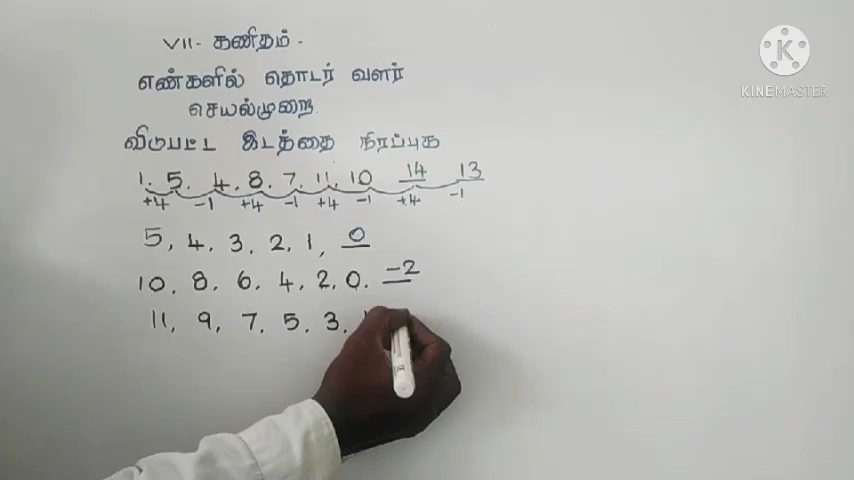 VII - கணிதம் -
எண்களில் தொடர் வளர்
செயல்முறை.
விடுபட்ட இடத்தை நிரப்புக
1. 5. 4. 8. 7. 11. 10 14 13
+4 -1 +4 -1 +4 -1 +4 -1
5, 4, 3, 2, 1, 0
10, 8, 6, 4, 2, 0. -2
11, 9, 7, 5, 3,
K
KINEMASTER